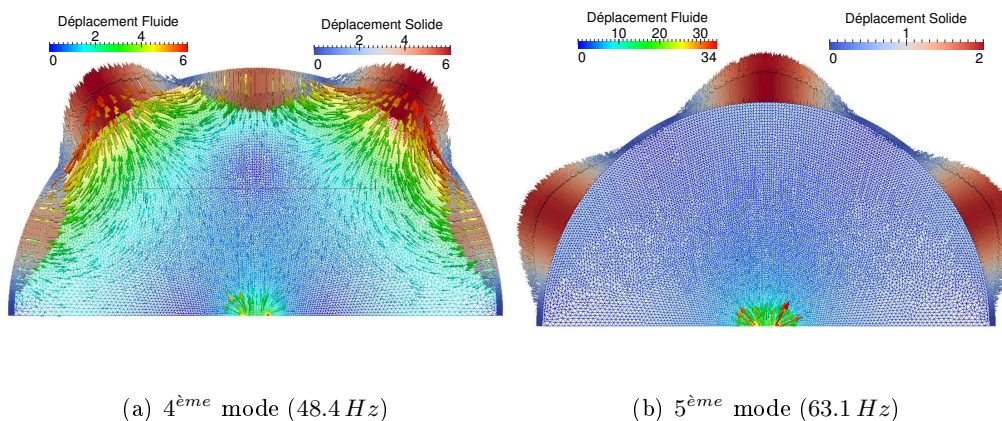 Déplacement Fluide
2 4
0 6
Déplacement Solide
2 4
0 6
Déplacement Fluide
10 20 30
0 34
Déplacement Solide
1
0 2
(a) 4ème mode (48.4 Hz)
(b) 5ème mode (63.1 Hz)